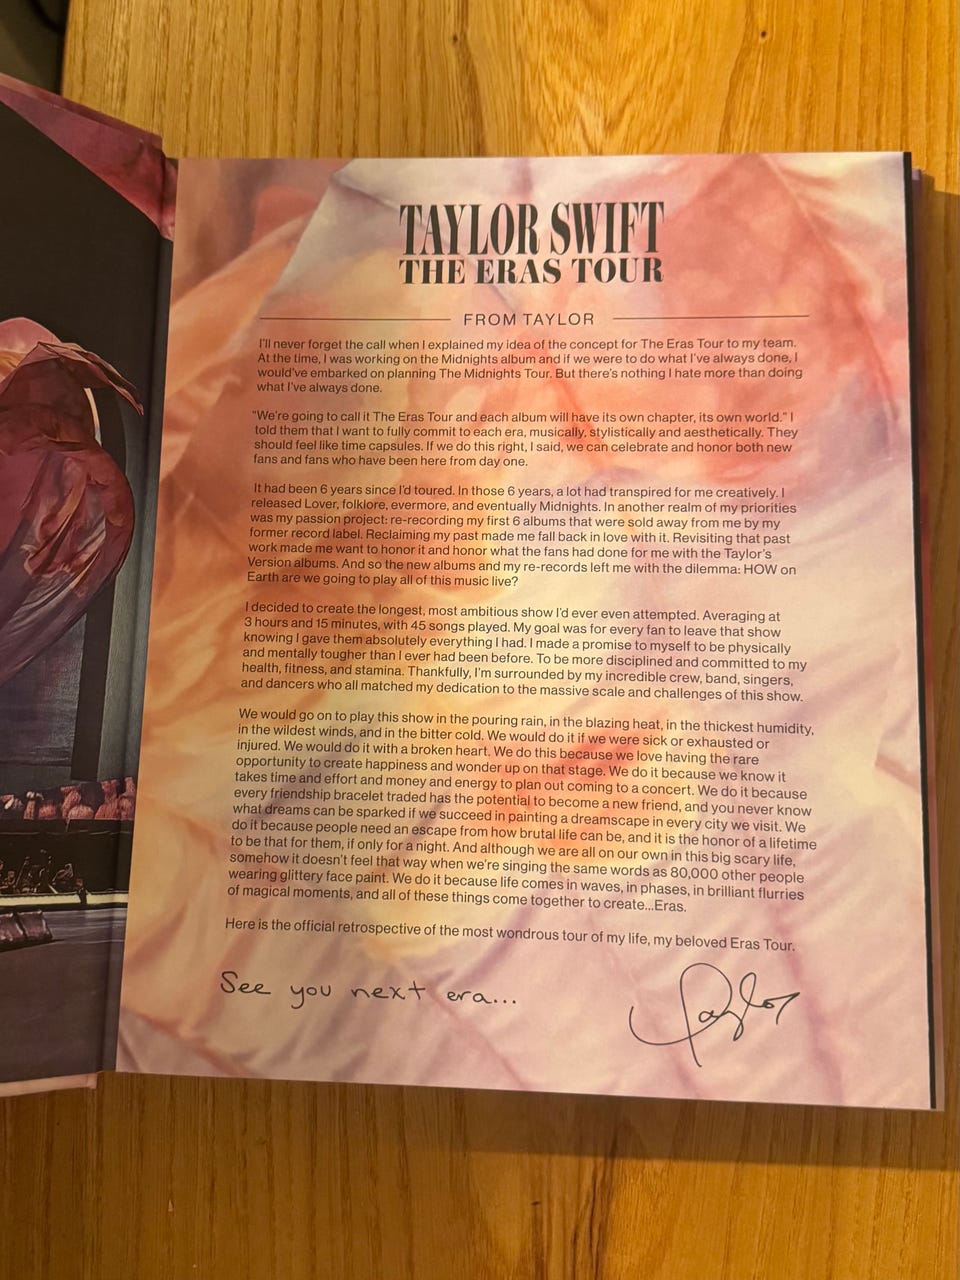 TAYLOR SWIFT
THE ERAS TOUR
FROM TAYLOR
I'll never forget the call when I explained my idea of the concept for The Eras Tour to my team.
At the time, I was working on the Midnights album and if we were to do what I've always done, I
would've embarked on planning The Midnights Tour. But there's nothing I hate more than doing
what I've always done.
"We're going to call it The Eras Tour and each album will have its own chapter, its own world." I
told them that I want to fully commit to each era, musically, stylistically and aesthetically. They
should feel like time capsules. If we do this right, I said, we can celebrate and honor both new
fans and fans who have been here from day one.
It had been 6 years since I'd toured. In those 6 years, a lot had transpired for me creatively. I
released Lover, folklore, evermore, and eventually Midnights. In another realm of my priorities
was my passion project: re-recording my first 6 albums that were sold away from me by my
former record label. Reclaiming my past made me fall back in love with it. Revisiting that past
work made me want to honor it and honor what the fans had done for me with the Taylor's
Version albums. And so the new albums and my re-records left me with the dilemma: HOW on
Earth are we going to play all of this music live?
I decided to create the longest, most ambitious show I'd ever even attempted. Averaging at
3 hours and 15 minutes, with 45 songs played. My goal was for every fan to leave that show
knowing I gave them absolutely everything I had. I made a promise to myself to be physically
and mentally tougher than I ever had been before. To be more disciplined and committed to my
health, fitness, and stamina. Thankfully, I'm surrounded by my incredible crew, band, singers,
and dancers who all matched my dedication to the massive scale and challenges of this show.
We would go on to play this show in the pouring rain, in the blazing heat, in the thickest humidity,
in the wildest winds, and in the bitter cold. We would do it if we were sick or exhausted or
injured. We would do it with a broken heart. We do this because we love having the rare
opportunity to create happiness and wonder up on that stage. We do it because we know it
takes time and effort and money and energy to plan out coming to a concert. We do it because
every friendship bracelet traded has the potential to become a new friend, and you never know
what dreams can be sparked if we succeed in painting a dreamscape in every city we visit. We
do it because people need an escape from how brutal life can be, and it is the honor of a lifetime
to be that for them, if only for a night. And although we are all on our own in this big scary life,
somehow it doesn't feel that way when we're singing the same words as 80,000 other people
wearing glittery face paint. We do it because life comes in waves, in phases, in brilliant flurries
of magical moments, and all of these things come together to create...Eras.
Here is the official retrospective of the most wondrous tour of my life, my beloved Eras Tour.
See you next era...
Taylor